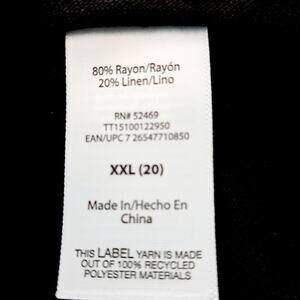 80% Rayon/Rayón
20% Linen/Lino
RN# 52469
TT15100122950
EAN/UPC 7 26547710850
XXL (20)
Made In/Hecho En
China
THIS LABEL YARN IS MADE
OUT OF 100% RECYCLED
POLYESTER MATERIALS